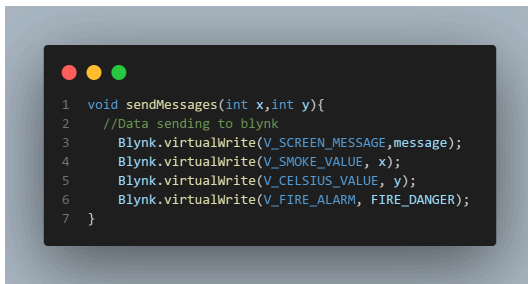 1 void sendMessages(int x,int y){
2 //Data sending to blynk
3 Blynk.virtualWrite(V_SCREEN_MESSAGE,message);
4 Blynk.virtualWrite(V_SMOKE_VALUE, x);
5 Blynk.virtualWrite(V_CELSIUS_VALUE, y);
6 Blynk.virtualWrite(V_FIRE_ALARM, FIRE_DANGER);
7 }